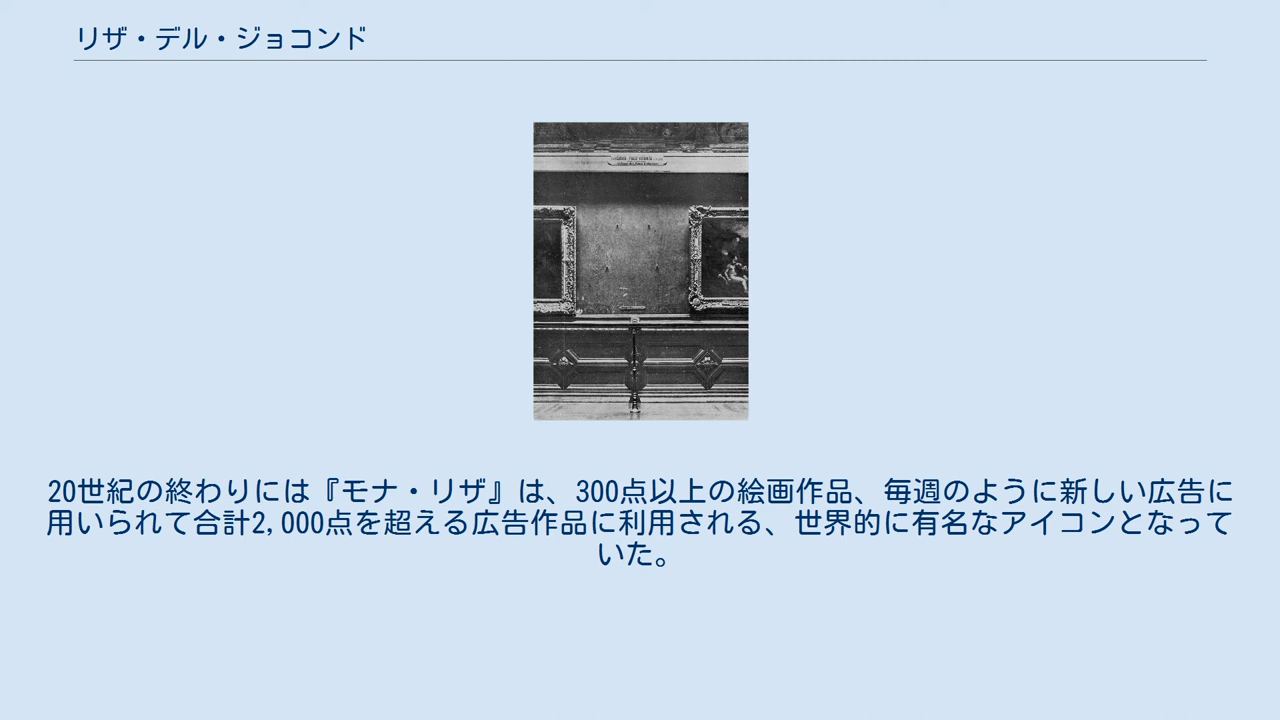 リザ・デル・ジョコンド
20世紀の終わりには『モナ・リザ』は、300点以上の絵画作品、毎週のように新しい広告に
用いられて合計2,000点を超える広告作品に利用される、世界的に有名なアイコンとなって
いた。